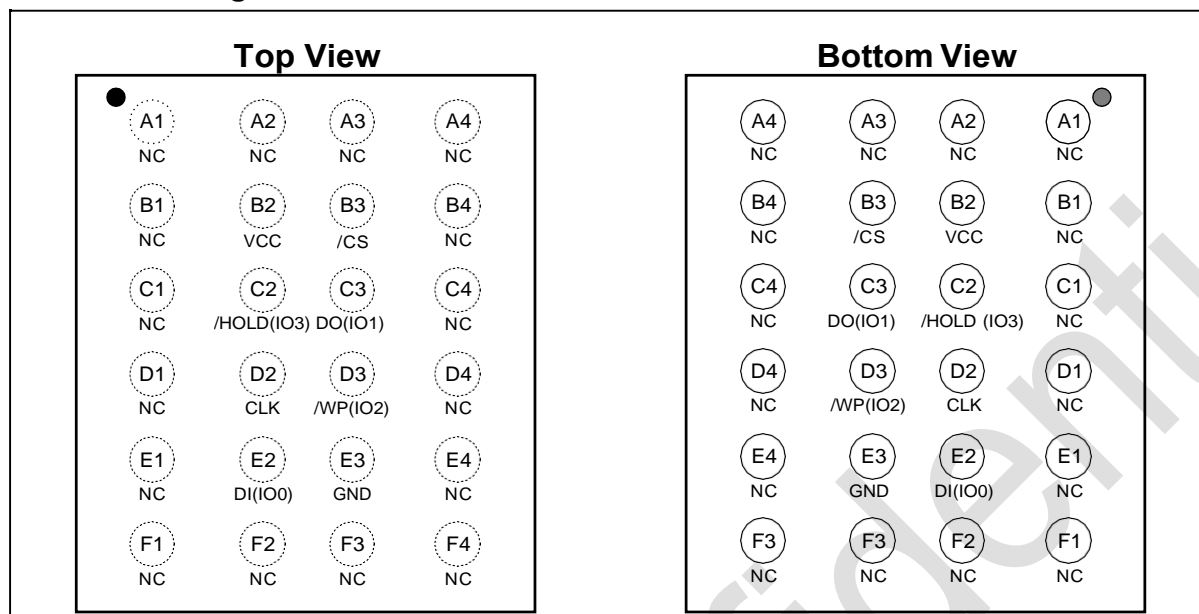 Top View Bottom View
A1 A2 A3 A4 A4 A3 A2 A1
NC NC NC NC NC NC NC NC
B1 B2 B3 B4 B4 B3 B2 B1
NC VCC /CS NC NC /CS VCC NC
C1 C2 C3 C4 C4 C3 C2 C1
NC /HOLD(IO3) DO(IO1) NC NC DO(IO1) /HOLD (IO3) NC
D1 D2 D3 D4 D4 D3 D2 D1
NC CLK /WP(IO2) NC NC /WP(IO2) CLK NC
E1 E2 E3 E4 E4 E3 E2 E1
NC DI(IO0) GND NC NC GND DI(IO0) NC
F1 F2 F3 F4 F3 F3 F2 F1
NC NC NC NC NC NC NC NC